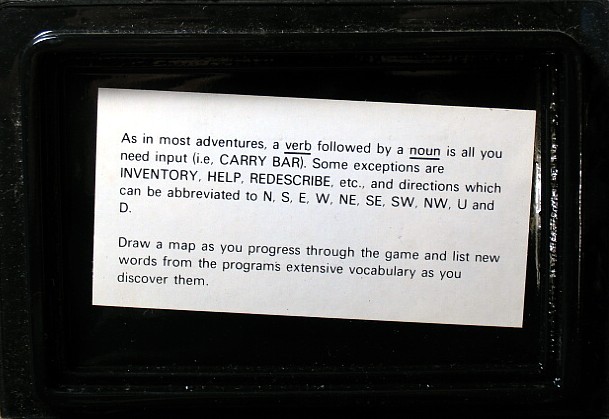 As in most adventures, a verb followed by a noun is all you
need input (i.e, CARRY BAR). Some exceptions are
INVENTORY, HELP, REDESCRIBE, etc., and directions which
can be abbreviated to N, S, E, W, NE, SE, SW, NW, U and
D.
Draw a map as you progress through the game and list new
words from the program's extensive vocabulary as you
discover them.